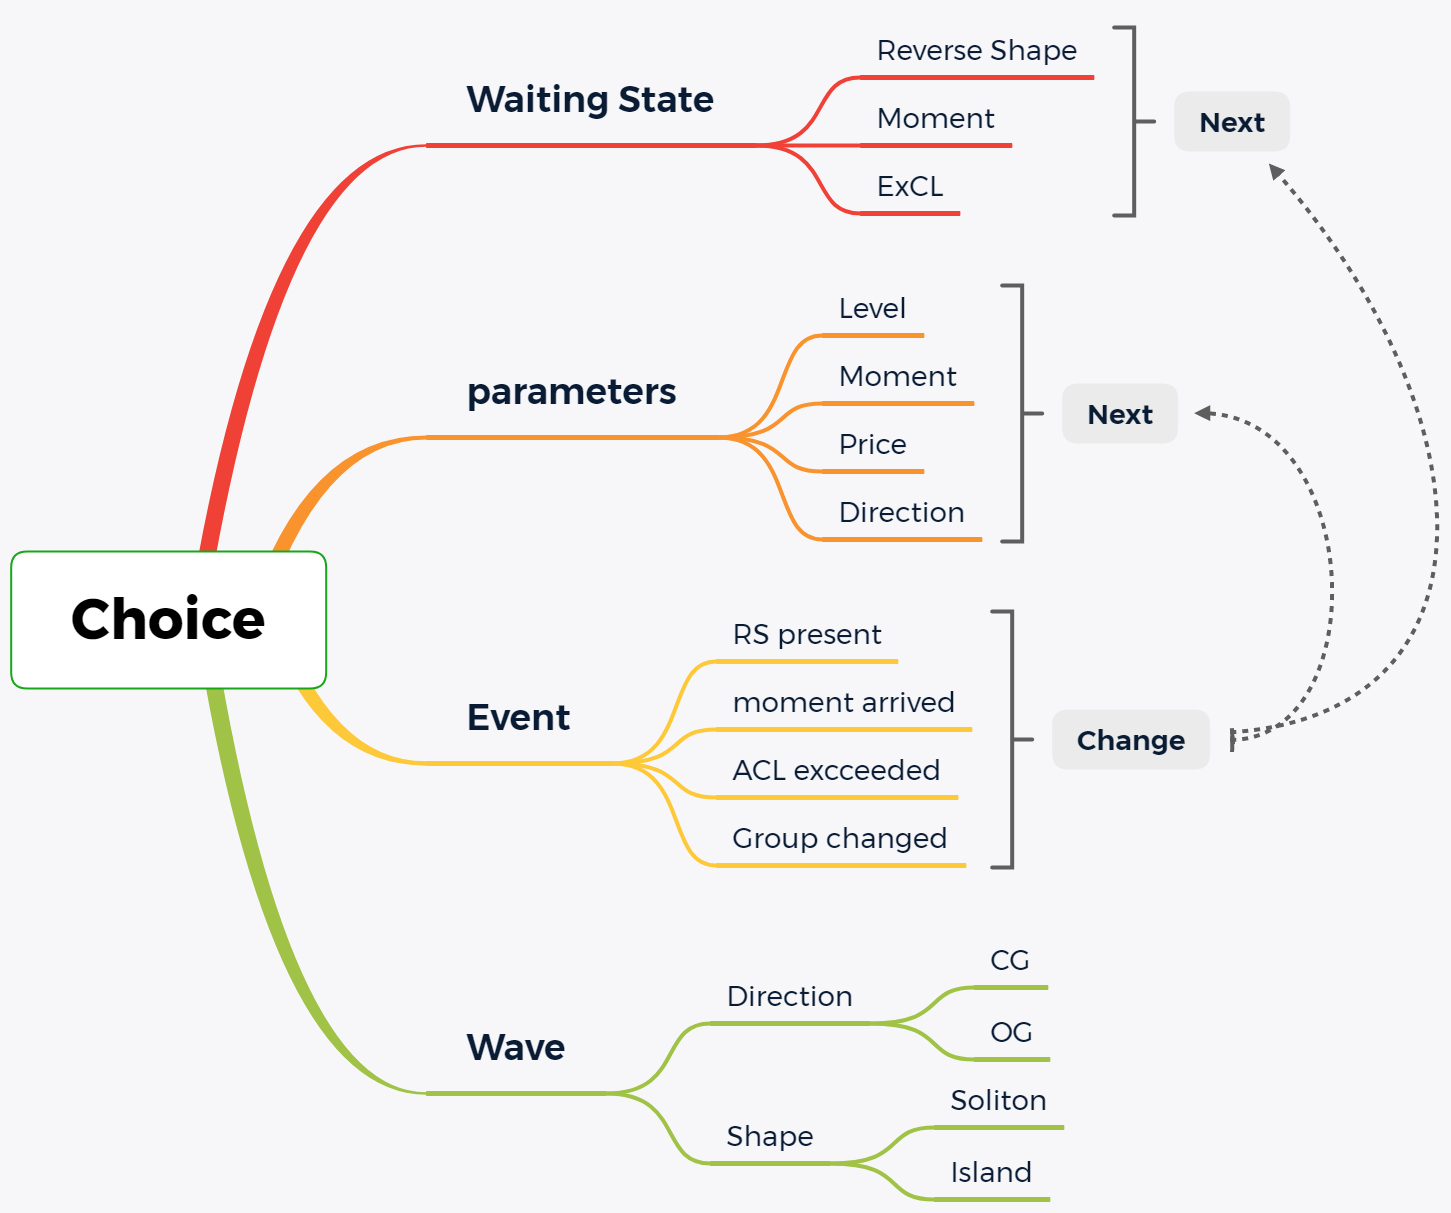 Choice
Waiting State
Reverse Shape
Moment
ExCL
Next
parameters
Level
Moment
Price
Direction
Next
Event
RS present
moment arrived
ACL excceeded
Group changed
Change
Wave
Direction
CG
OG
Shape
Soliton
Island